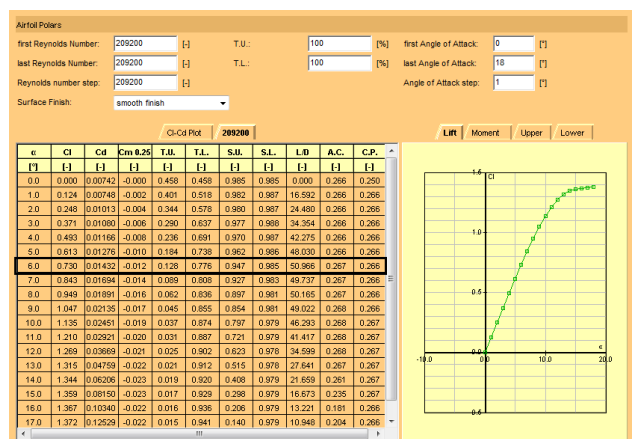 Airfoil Polars
first Reynolds Number: 209200 [-] T.U.: 100 [%] first Angle of Attack: 0 [°]
last Reynolds Number: 209200 [-] T.L.: 100 [%] last Angle of Attack: 18 [°]
Reynolds number step: 209200 [-] Angle of Attack step: 1 [°]
Surface Finish: smooth finish
Cl-Cd Plot 209200 Lift Moment Upper Lower
α Cl Cd Cm 0.25 T.U. T.L. S.U. S.L. L/D A.C. C.P.
[°] [-] [-] [-] [-] [-] [-] [-] [-] [-] [-]
0.0 0.000 0.00742 -0.000 0.458 0.458 0.985 0.985 0.000 0.266 0.250
1.0 0.124 0.00748 -0.002 0.401 0.518 0.982 0.987 16.592 0.266 0.266
2.0 0.248 0.01013 -0.004 0.344 0.578 0.980 0.987 24.480 0.266 0.266
3.0 0.371 0.01080 -0.006 0.290 0.637 0.977 0.988 34.354 0.266 0.266
4.0 0.493 0.01166 -0.008 0.236 0.691 0.970 0.987 42.275 0.266 0.266
5.0 0.613 0.01276 -0.010 0.184 0.738 0.962 0.986 48.030 0.266 0.266
6.0 0.730 0.01432 -0.012 0.128 0.776 0.947 0.985 50.966 0.267 0.266
7.0 0.843 0.01694 -0.014 0.089 0.808 0.927 0.983 49.737 0.267 0.266
8.0 0.949 0.01891 -0.016 0.062 0.836 0.897 0.981 50.165 0.267 0.266
9.0 1.047 0.02135 -0.017 0.045 0.855 0.854 0.981 49.022 0.268 0.266
10.0 1.135 0.02451 -0.019 0.037 0.874 0.797 0.979 46.293 0.268 0.266
11.0 1.210 0.02921 -0.020 0.031 0.887 0.721 0.979 41.417 0.268 0.267
12.0 1.269 0.03669 -0.021 0.025 0.902 0.623 0.978 34.599 0.268 0.266
13.0 1.315 0.04759 -0.022 0.021 0.912 0.515 0.978 27.641 0.267 0.267
14.0 1.344 0.06206 -0.023 0.019 0.920 0.408 0.979 21.659 0.261 0.267
15.0 1.359 0.08150 -0.023 0.017 0.929 0.298 0.979 16.673 0.235 0.267
16.0 1.367 0.10340 -0.022 0.016 0.936 0.206 0.979 13.221 0.181 0.266
17.0 1.372 0.12529 -0.022 0.015 0.941 0.140 0.979 10.948 0.204 0.266
1.5 Cl
1.0
0.5
0.0
-10.0 0.0 10.0 20.0